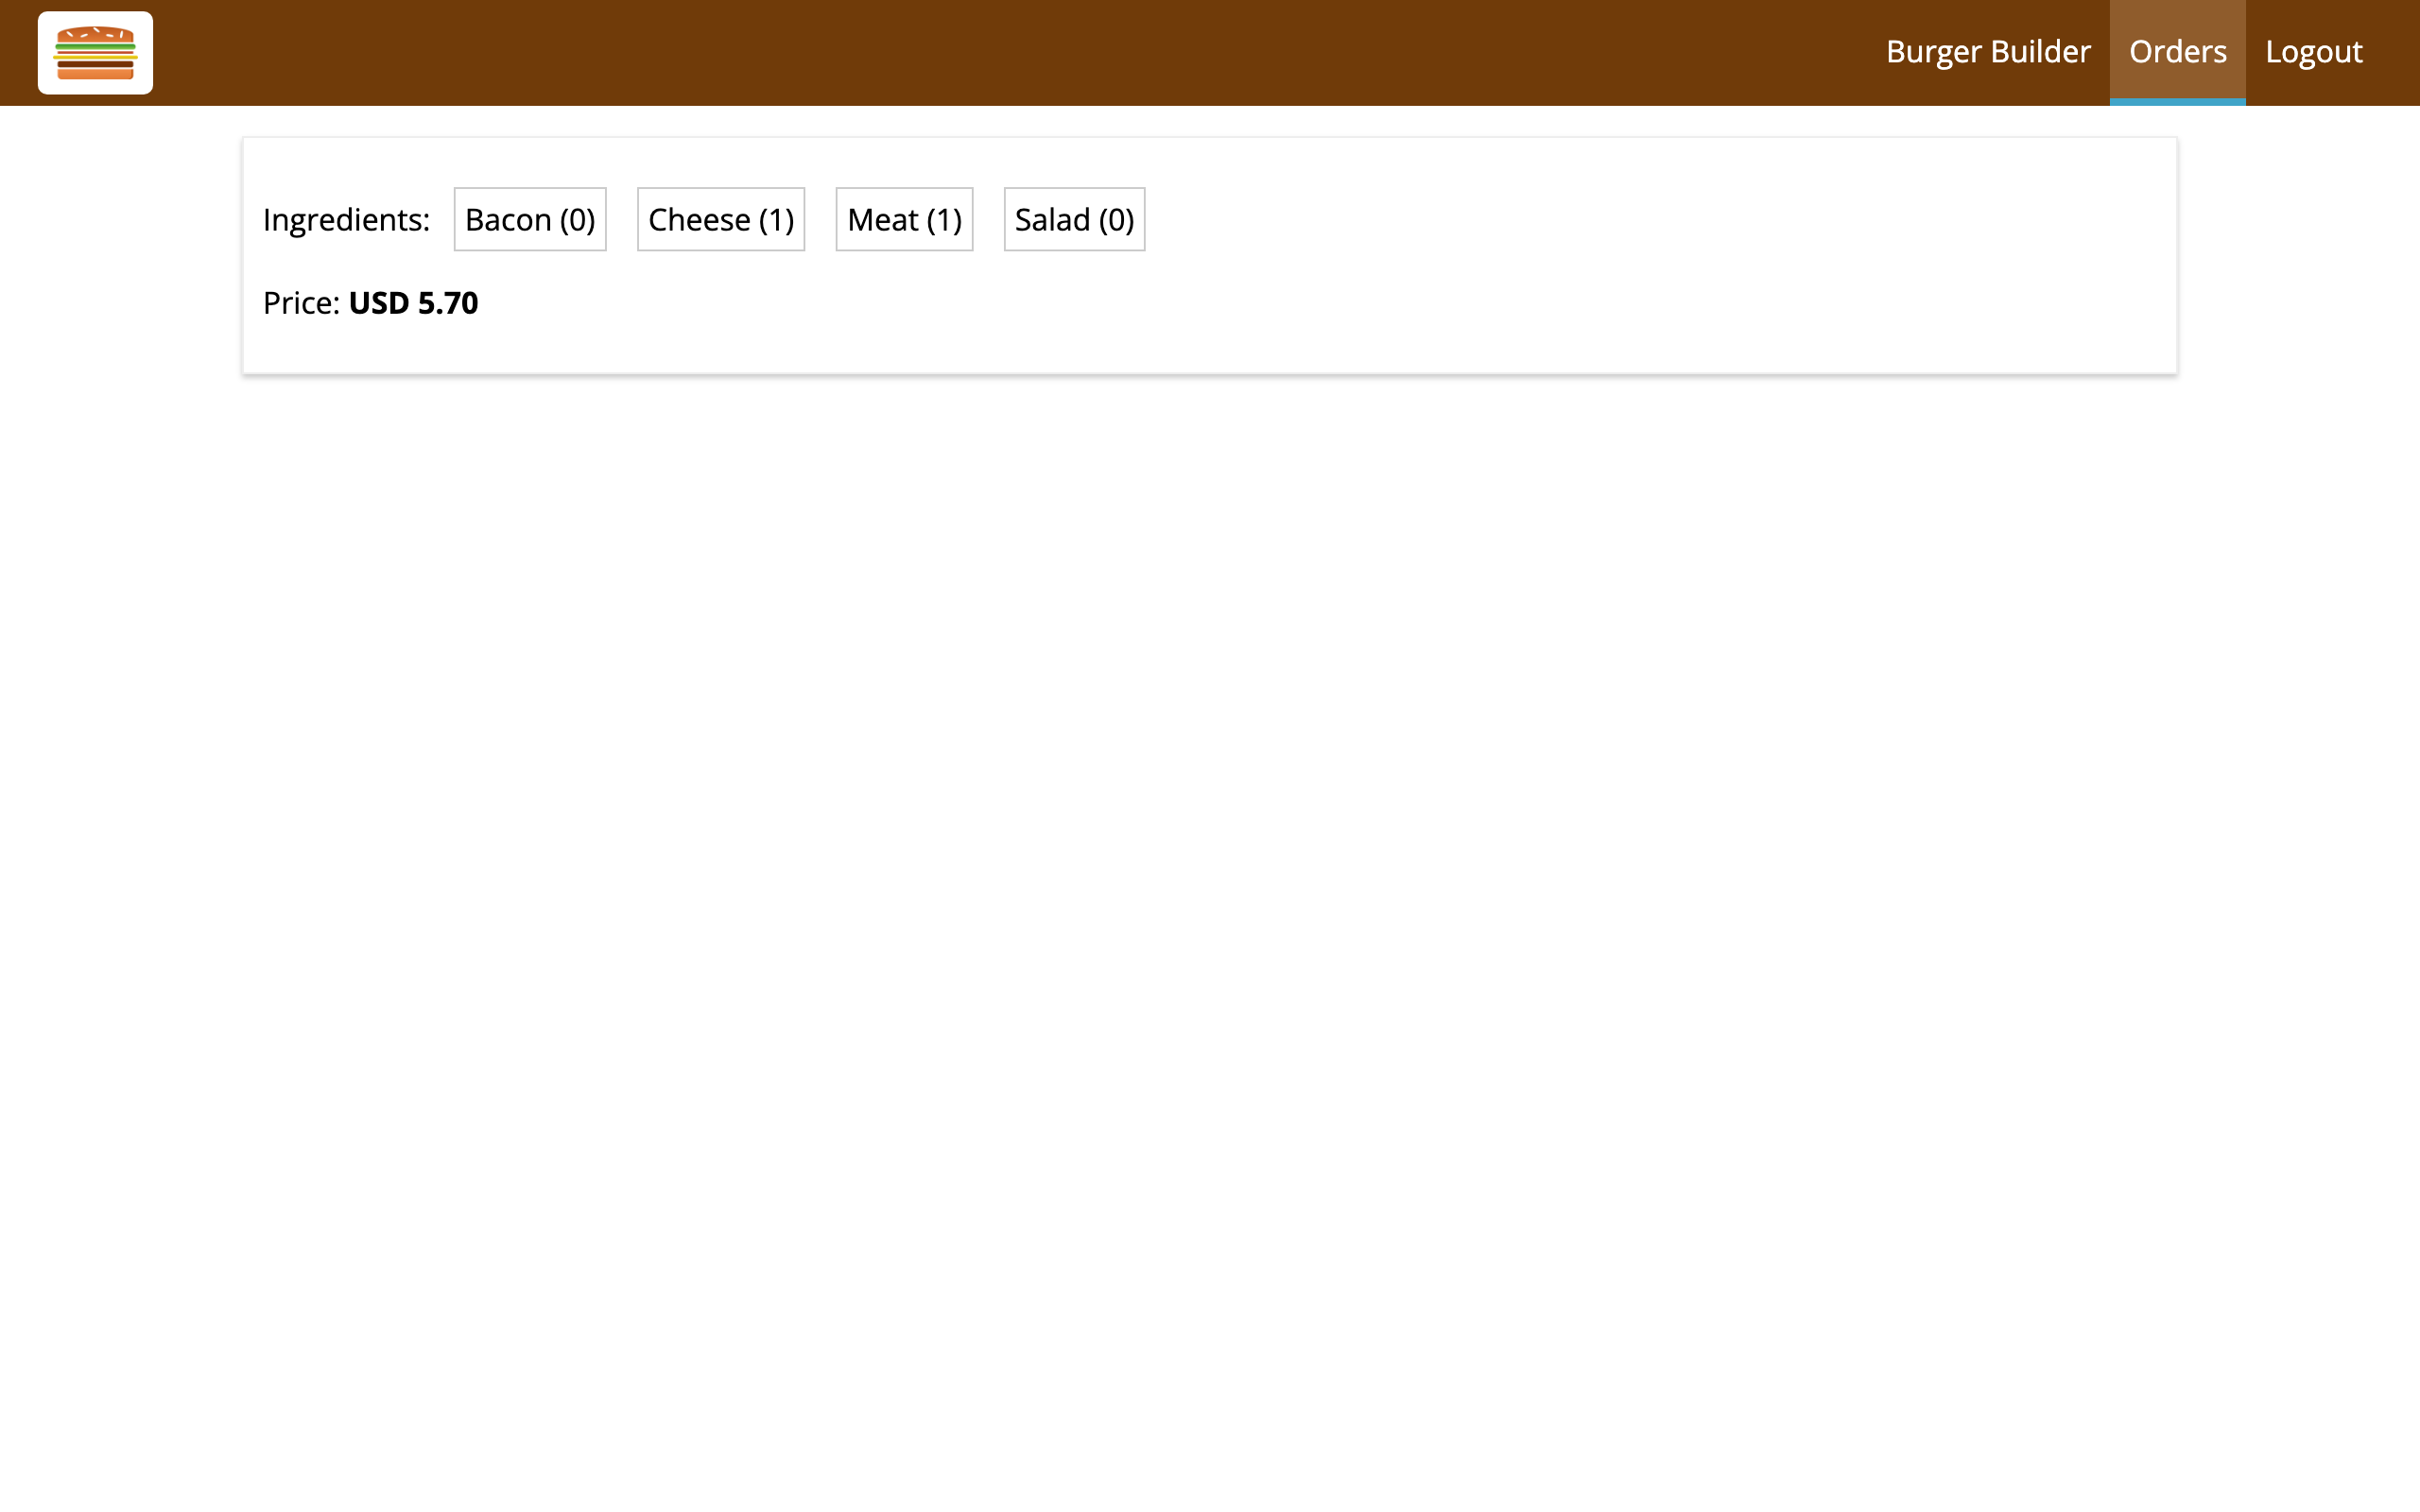 Burger Builder Orders Logout
Ingredients: Bacon (0) Cheese (1) Meat (1) Salad (0)
Price: USD 5.70